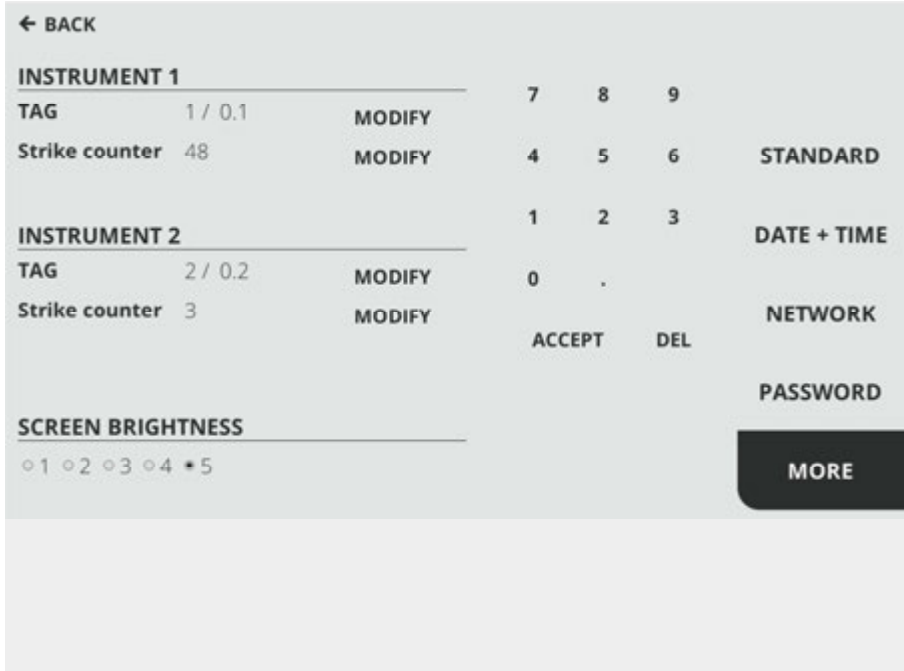 ← BACK
INSTRUMENT 1
TAG 1 / 0.1 MODIFY
Strike counter 48 MODIFY
INSTRUMENT 2
TAG 2 / 0.2 MODIFY
Strike counter 3 MODIFY
SCREEN BRIGHTNESS
1 2 3 4 5
7 8 9
4 5 6
1 2 3
0 .
ACCEPT DEL
STANDARD
DATE + TIME
NETWORK
PASSWORD
MORE